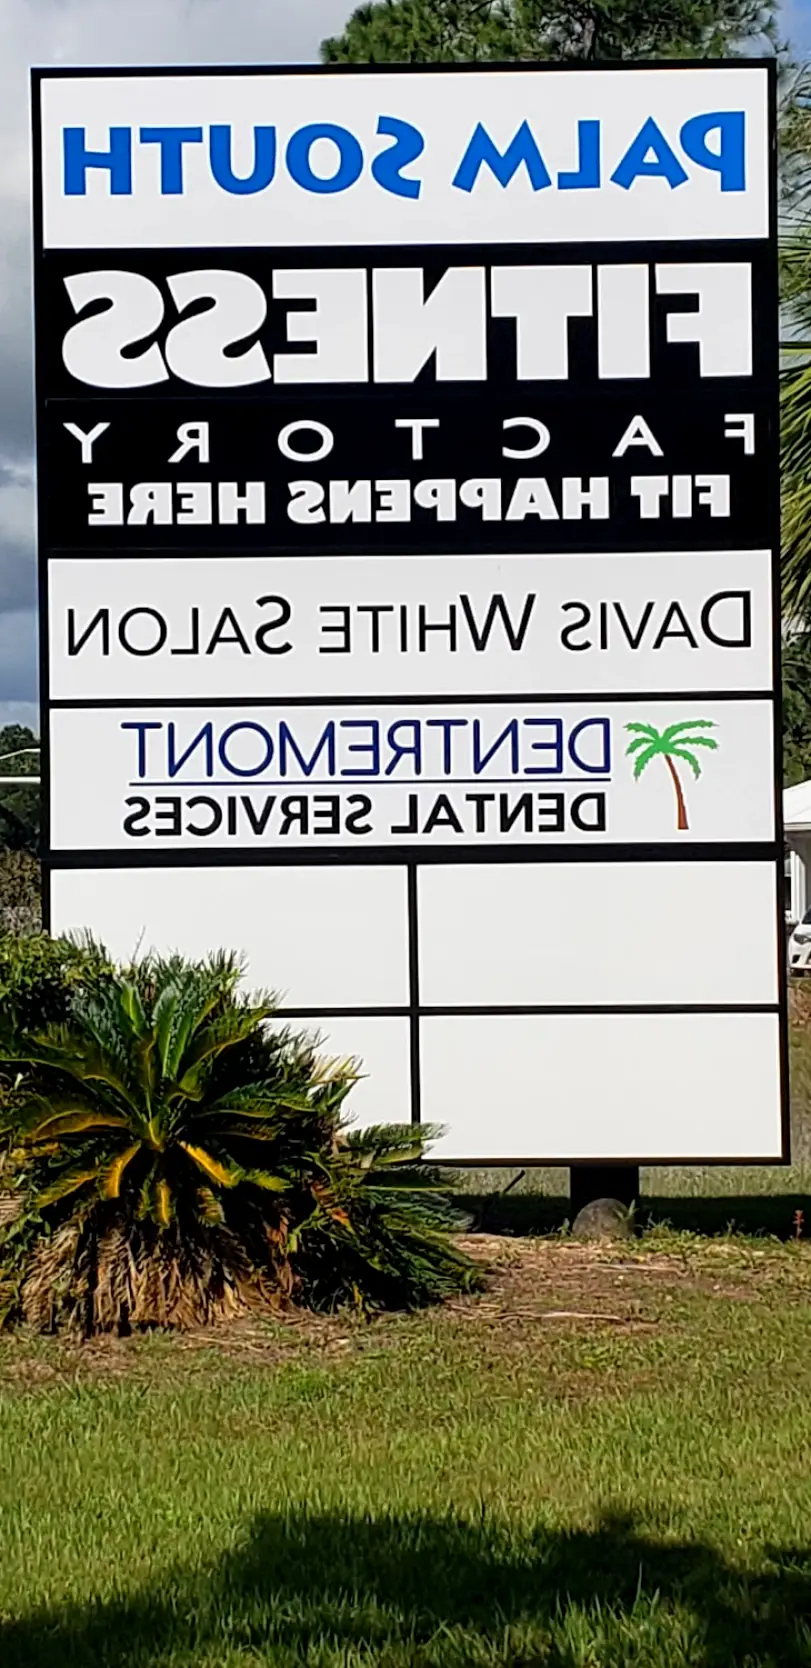 PALM SOUTH
FITNESS
FACTORY
FIT HAPPENS HERE
DAVIS WHITE SALON
DENTREMONT
DENTAL SERVICES